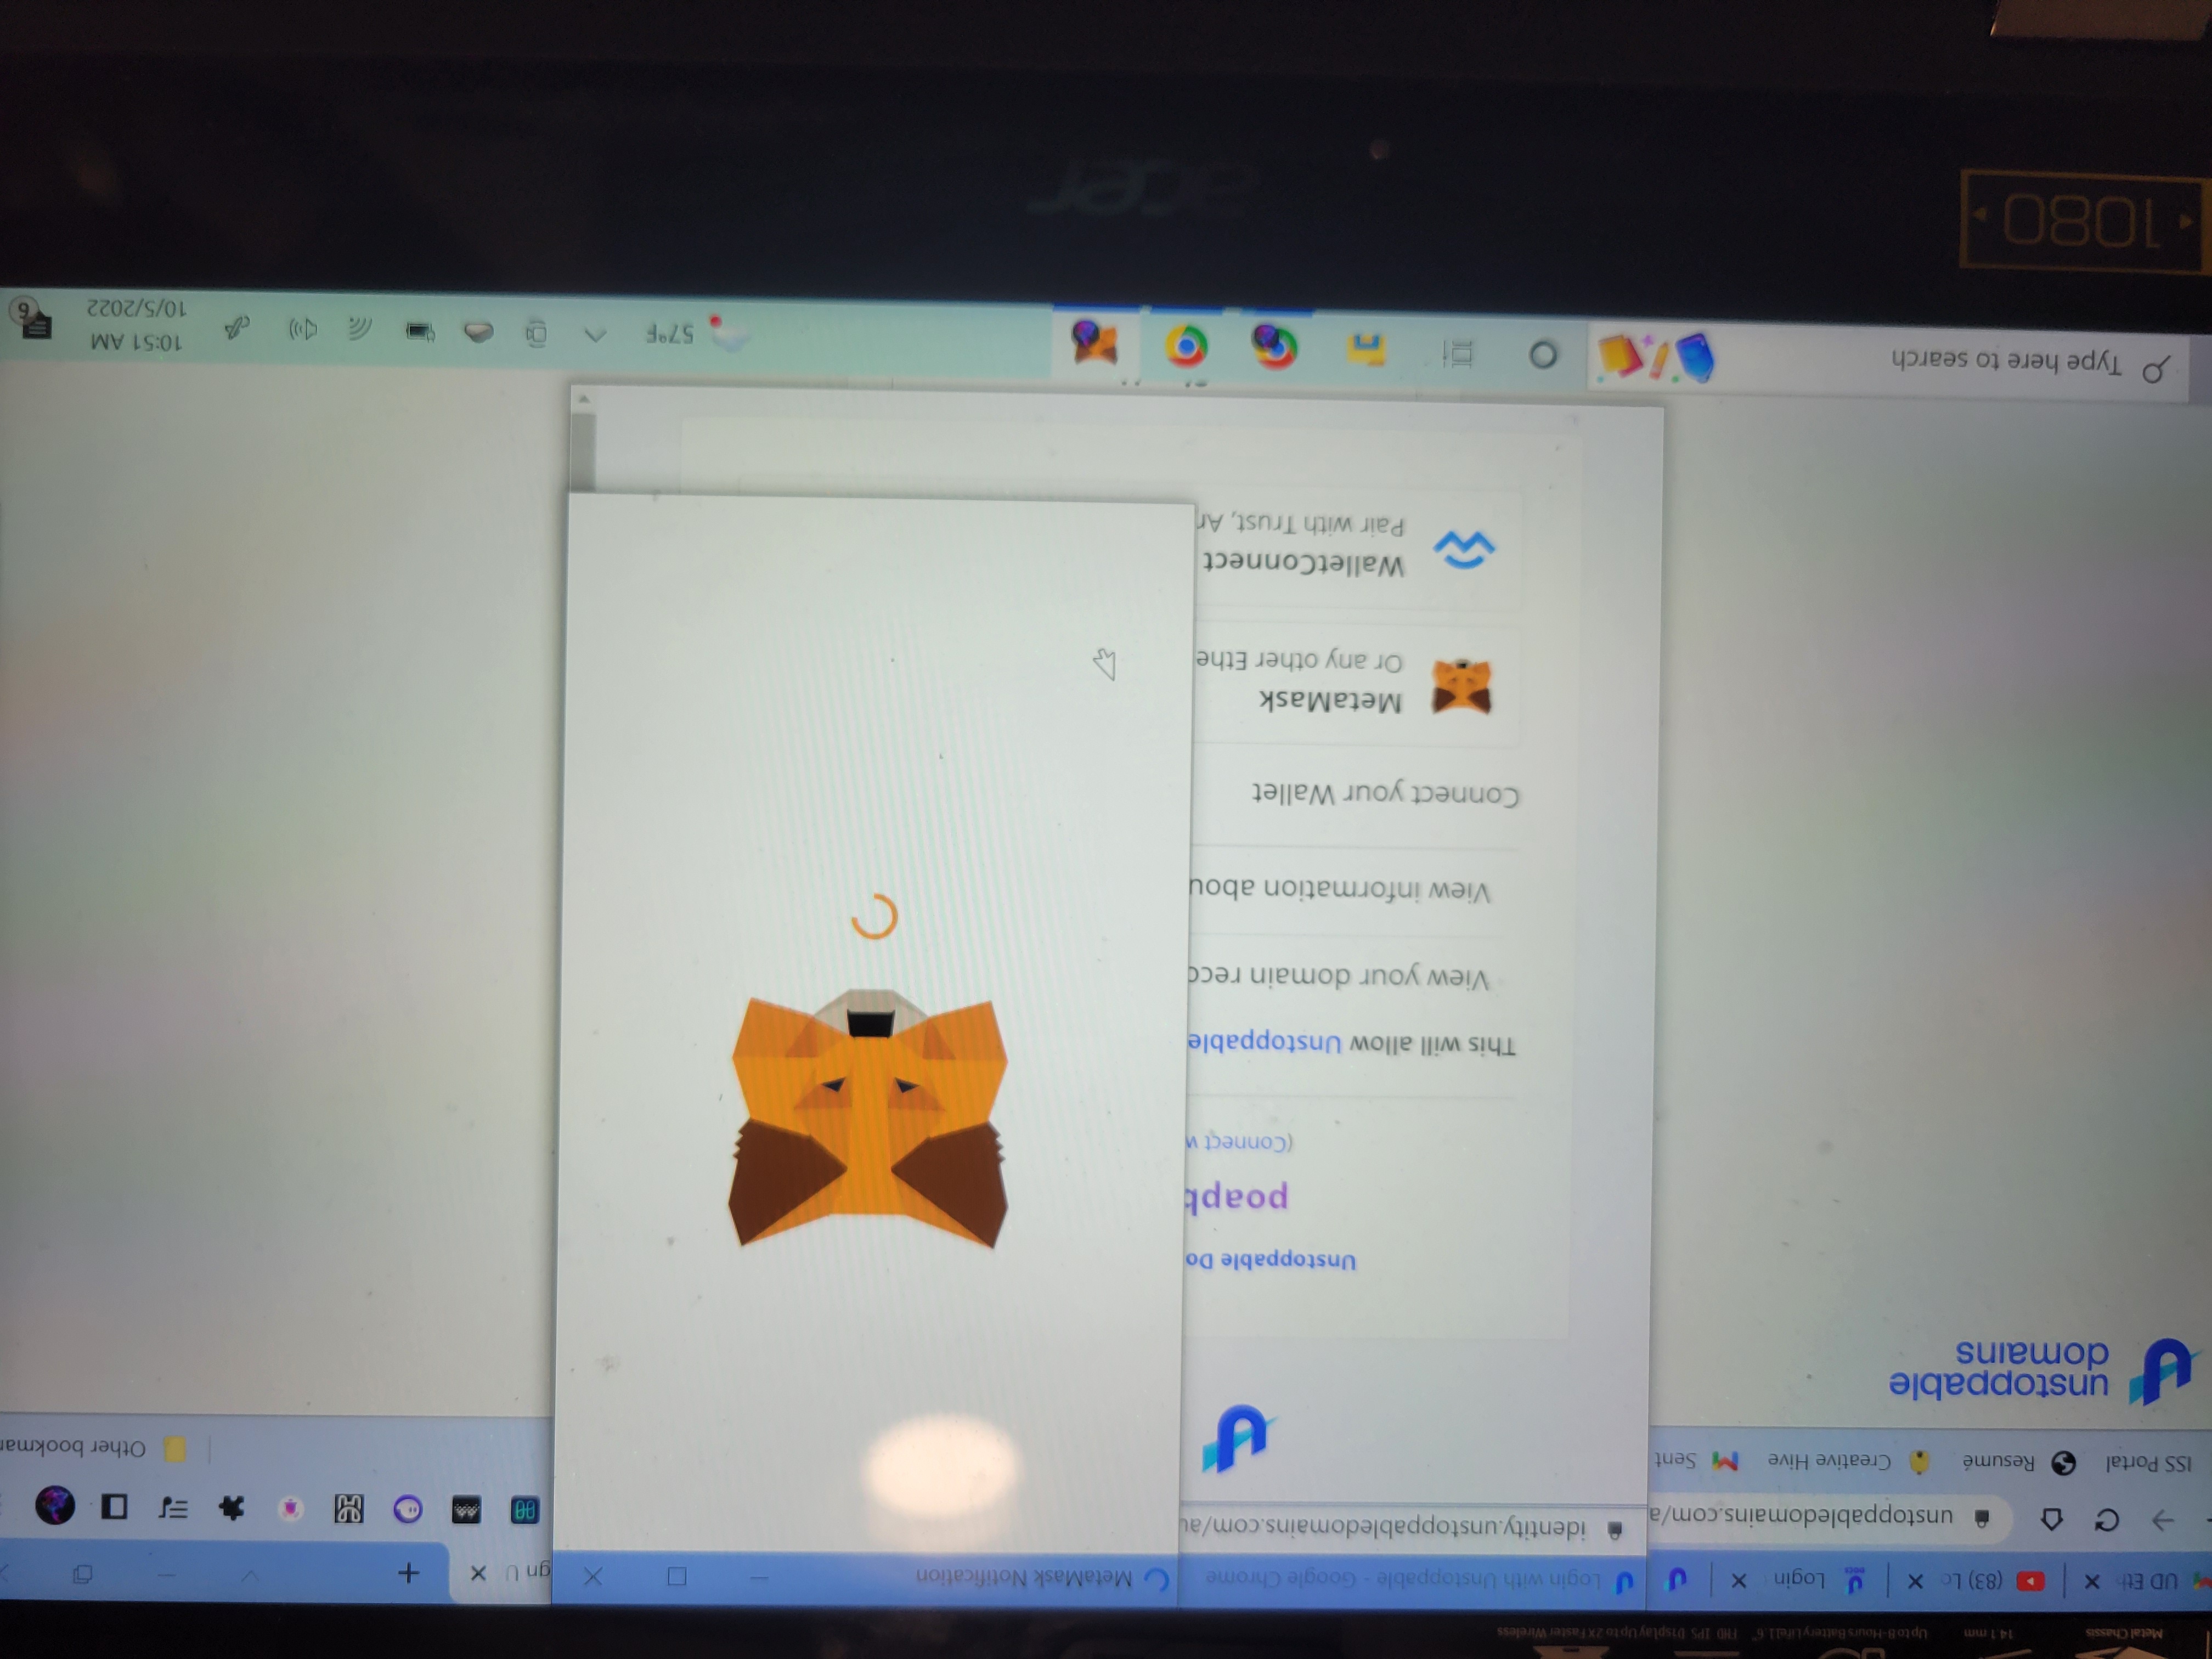 Metal Chassis 14.1 mm Up to 8-Hours Battery Life 11.6" FHD IPS Display Up to 2X Faster Wireless
UD Eth (83) Lo Login
Login with Unstoppable - Google Chrome
MetaMask Notification
gn U
unstoppabledomains.com/a
identity.unstoppabledomains.com/au
ISS Portal Resumé Creative Hive Sent
Other bookmar
unstoppable
domains
Unstoppable Do
poapb
(Connect w
This will allow Unstoppable
View your domain reco
View information abou
Connect your Wallet
MetaMask
Or any other Ethe
WalletConnect
Pair with Trust, Ar
Type here to search
57°F
10:51 AM
10/5/2022
6
1080
acer